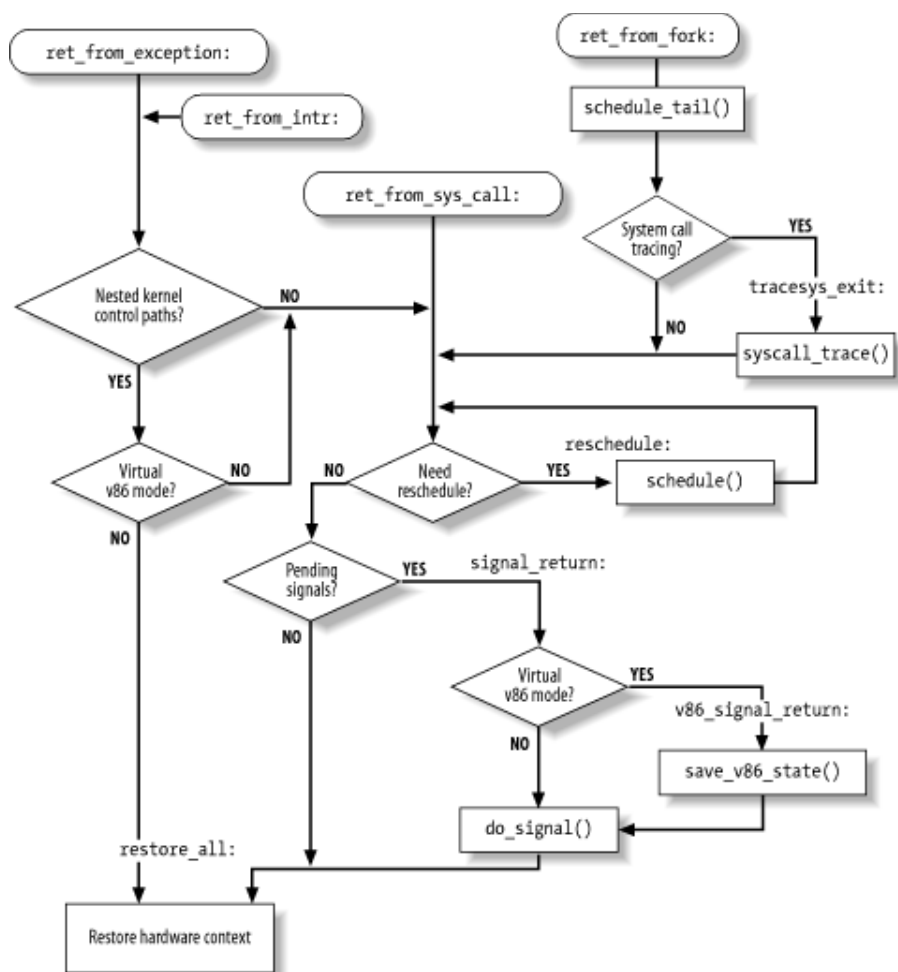 ret_from_exception:
ret_from_fork:
ret_from_intr:
schedule_tail()
ret_from_sys_call:
System call
tracing?
YES
Nested kernel
control paths?
NO
tracesys_exit:
NO
syscall_trace()
YES
reschedule:
Virtual
v86 mode?
NO
NO
Need
reschedule?
YES
schedule()
NO
Pending
signals?
YES
signal_return:
NO
Virtual
v86 mode?
YES
v86_signal_return:
NO
save_v86_state()
do_signal()
restore_all:
Restore hardware context